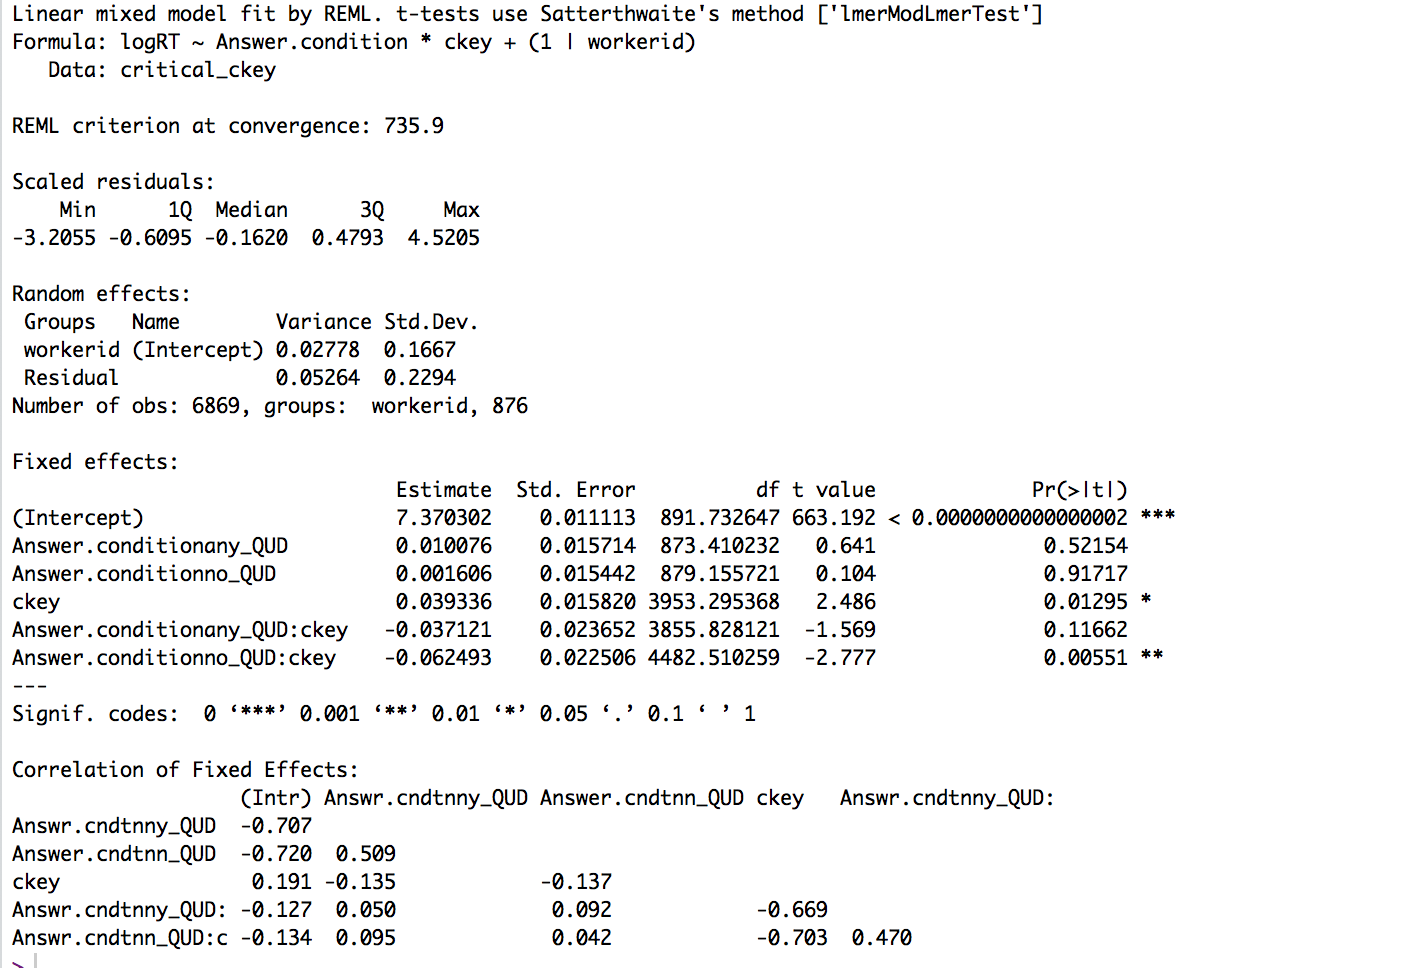 Linear mixed model fit by REML. t-tests use Satterthwaite's method ['lmerModLmerTest']
Formula: logRT ~ Answer.condition * ckey + (1 | workerid)
   Data: critical_ckey

REML criterion at convergence: 735.9

Scaled residuals:
    Min      1Q  Median      3Q     Max
-3.2055 -0.6095 -0.1620  0.4793  4.5205

Random effects:
 Groups   Name        Variance Std.Dev.
 workerid (Intercept) 0.02778  0.1667
 Residual             0.05264  0.2294
Number of obs: 6869, groups:  workerid, 876

Fixed effects:
                                Estimate  Std. Error          df t value             Pr(>|t|)
(Intercept)                     7.370302    0.011113  891.732647 663.192 < 0.0000000000000002 ***
Answer.conditionany_QUD         0.010076    0.015714  873.410232   0.641              0.52154
Answer.conditionno_QUD          0.001606    0.015442  879.155721   0.104              0.91717
ckey                            0.039336    0.015820 3953.295368   2.486              0.01295 *
Answer.conditionany_QUD:ckey   -0.037121    0.023652 3855.828121  -1.569              0.11662
Answer.conditionno_QUD:ckey    -0.062493    0.022506 4482.510259  -2.777              0.00551 **
---
Signif. codes:  0 ‘***’ 0.001 ‘**’ 0.01 ‘*’ 0.05 ‘.’ 0.1 ‘ ’ 1

Correlation of Fixed Effects:
                   (Intr) Answr.cndtnny_QUD Answer.cndtnn_QUD ckey   Answr.cndtnny_QUD:
Answr.cndtnny_QUD  -0.707
Answer.cndtnn_QUD  -0.720  0.509
ckey                0.191 -0.135            -0.137
Answr.cndtnny_QUD: -0.127  0.050             0.092            -0.669
Answr.cndtnn_QUD:c -0.134  0.095             0.042            -0.703  0.470
>